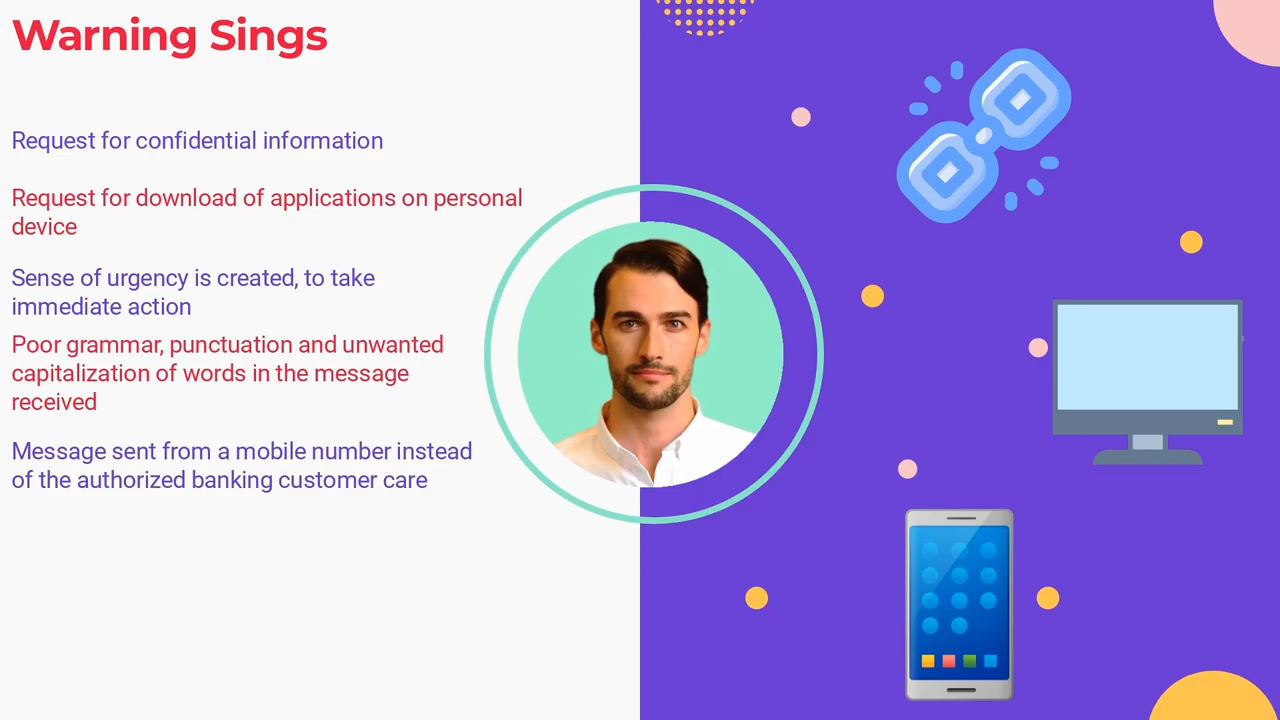 Warning Sings
Request for confidential information
Request for download of applications on personal
device
Sense of urgency is created, to take
immediate action
Poor grammar, punctuation and unwanted
capitalization of words in the message
received
Message sent from a mobile number instead
of the authorized banking customer care